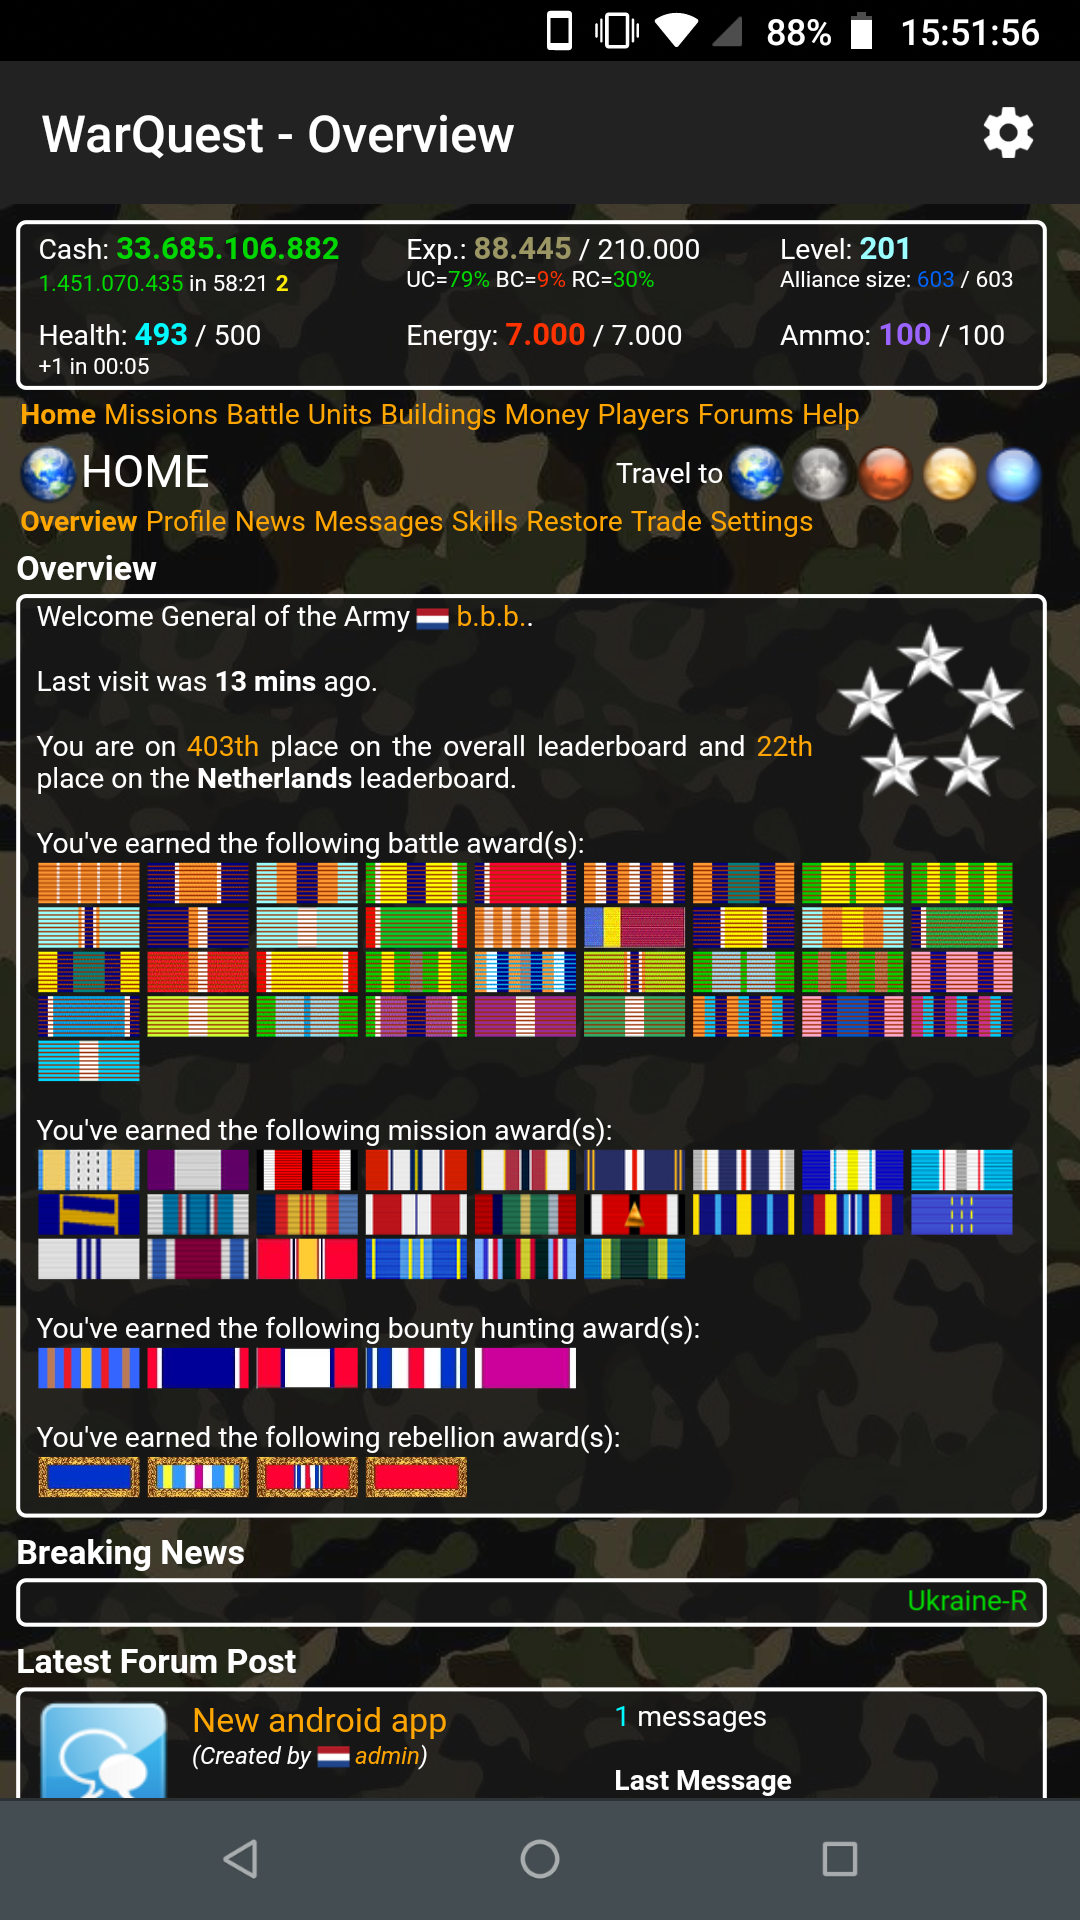 88% 15:51:56
WarQuest - Overview
Cash: 33.685.106.882 Exp.: 88.445 / 210.000 Level: 201
1.451.070.435 in 58:21 2 UC=79% BC=9% RC=30% Alliance size: 603 / 603
Health: 493 / 500 Energy: 7.000 / 7.000 Ammo: 100 / 100
+1 in 00:05
Home Missions Battle Units Buildings Money Players Forums Help
HOME Travel to
Overview Profile News Messages Skills Restore Trade Settings
Overview
Welcome General of the Army b.b.b..
Last visit was 13 mins ago.
You are on 403th place on the overall leaderboard and 22th
place on the Netherlands leaderboard.
You've earned the following battle award(s):
You've earned the following mission award(s):
You've earned the following bounty hunting award(s):
You've earned the following rebellion award(s):
Breaking News
Ukraine-R
Latest Forum Post
New android app 1 messages
(Created by admin)
Last Message